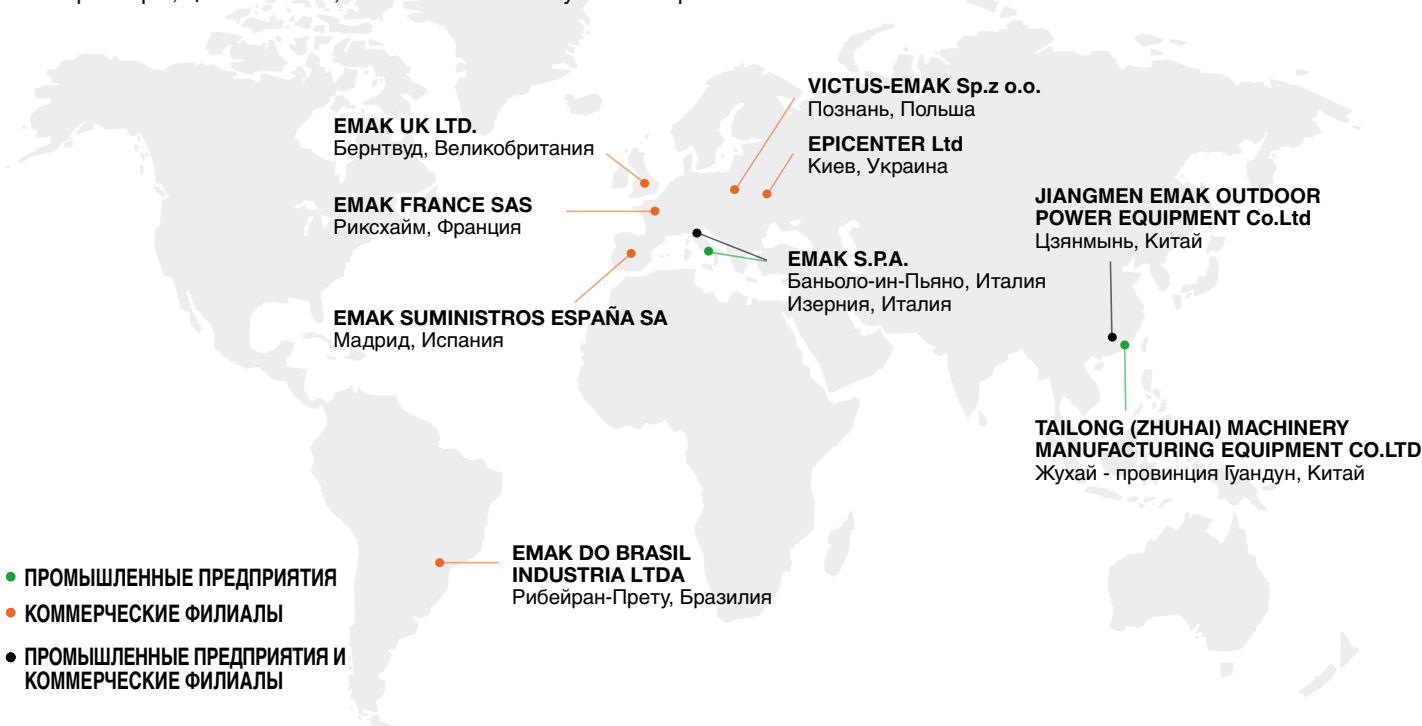 VICTUS-EMAK Sp.z o.o.
Познань, Польша
EMAK UK LTD.
Бернтвуд, Великобритания
EPICENTER Ltd
Киев, Украина
EMAK FRANCE SAS
Риксхайм, Франция
JIANGMEN EMAK OUTDOOR
POWER EQUIPMENT Co.Ltd
Цзянмынь, Китай
EMAK S.P.A.
Баньоло-ин-Пьяно, Италия
Изерния, Италия
EMAK SUMINISTROS ESPAÑA SA
Мадрид, Испания
TAILONG (ZHUHAI) MACHINERY
MANUFACTURING EQUIPMENT CO.LTD
Жухай - провинция Гуандун, Китай
EMAK DO BRASIL
INDUSTRIA LTDA
Рибейран-Прету, Бразилия
ПРОМЫШЛЕННЫЕ ПРЕДПРИЯТИЯ
КОММЕРЧЕСКИЕ ФИЛИАЛЫ
ПРОМЫШЛЕННЫЕ ПРЕДПРИЯТИЯ И
КОММЕРЧЕСКИЕ ФИЛИАЛЫ